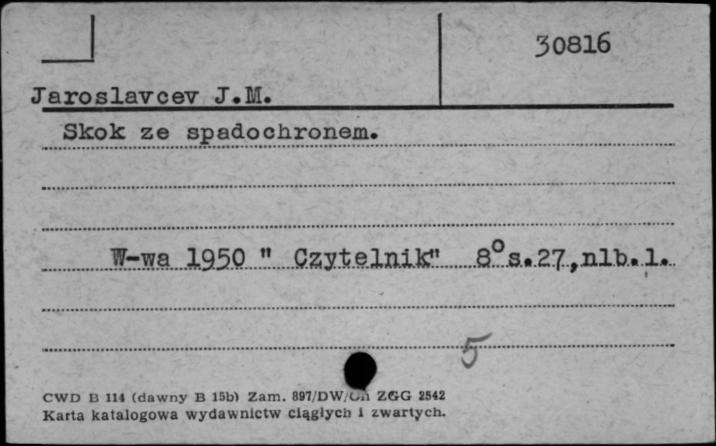 30816
Jaroslavcev J.M.
Skok ze spadochronem.
W-wa 1950 " Czytelnik" 8° s.27,nlb.1.
5
CWD B 114 (dawny B 15b) Zam. 897/DW/ ZGG 2542
Karta katalogowa wydawnictw ciągłych i zwartych.